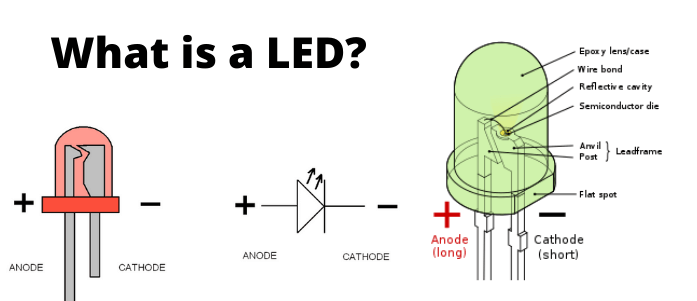 What is a LED?
+
−
ANODE
CATHODE
+
−
ANODE
CATHODE
Epoxy lens/case
Wire bond
Reflective cavity
Semiconductor die
Anvil
Post
Leadframe
Flat spot
+
−
Anode
(long)
Cathode
(short)